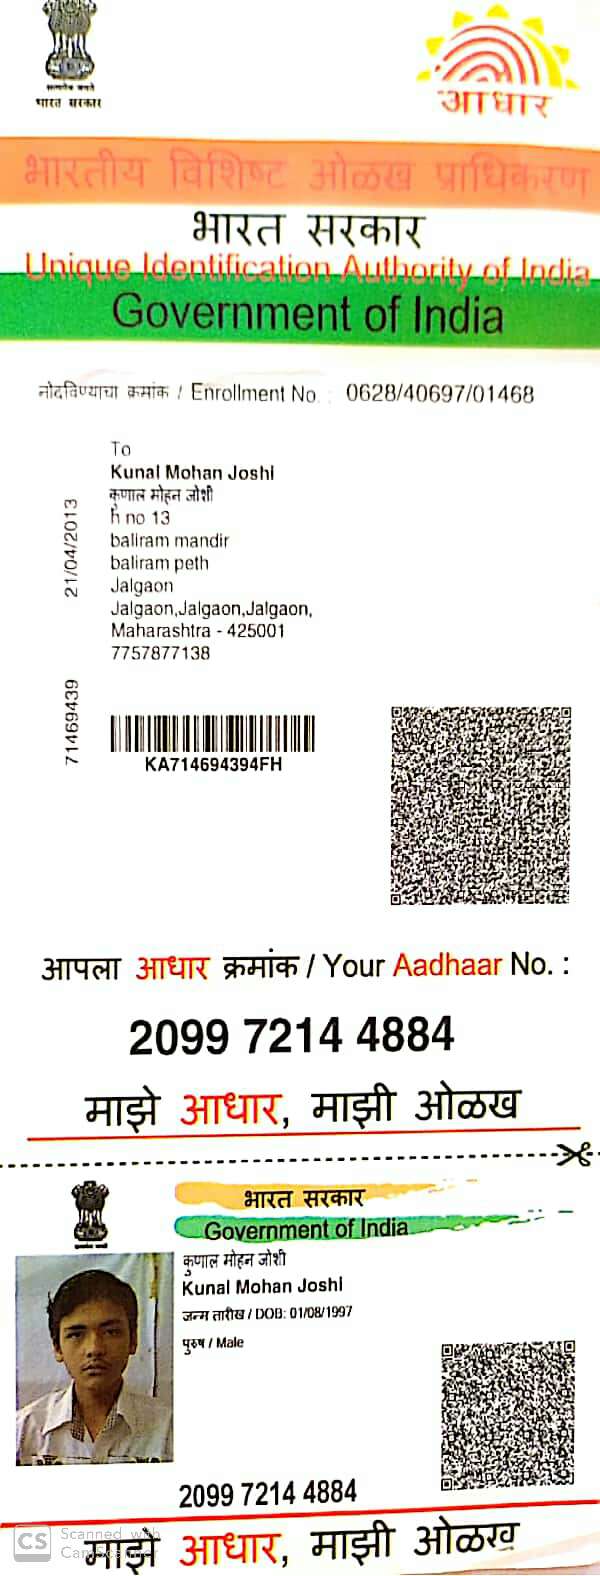 सत्यमेव जयते
भारत सरकार
आधार
भारतीय विशिष्ट ओळख प्राधिकरण
भारत सरकार
Unique Identification Authority of India
Government of India
नोंदविण्याचा क्रमांक / Enrollment No. : 0628/40697/01468
To
Kunal Mohan Joshi
कुणाल मोहन जोशी
h no 13
baliram mandir
baliram peth
Jalgaon
Jalgaon,Jalgaon,Jalgaon,
Maharashtra - 425001
7757877138
21/04/2013
71469439
KA714694394FH
आपला आधार क्रमांक / Your Aadhaar No. :
2099 7214 4884
माझे आधार, माझी ओळख
भारत सरकार
Government of India
कुणाल मोहन जोशी
Kunal Mohan Joshi
जन्म तारीख / DOB: 01/08/1997
पुरुष / Male
2099 7214 4884
माझे आधार, माझी ओळख
CS Scanned with
CamScanner